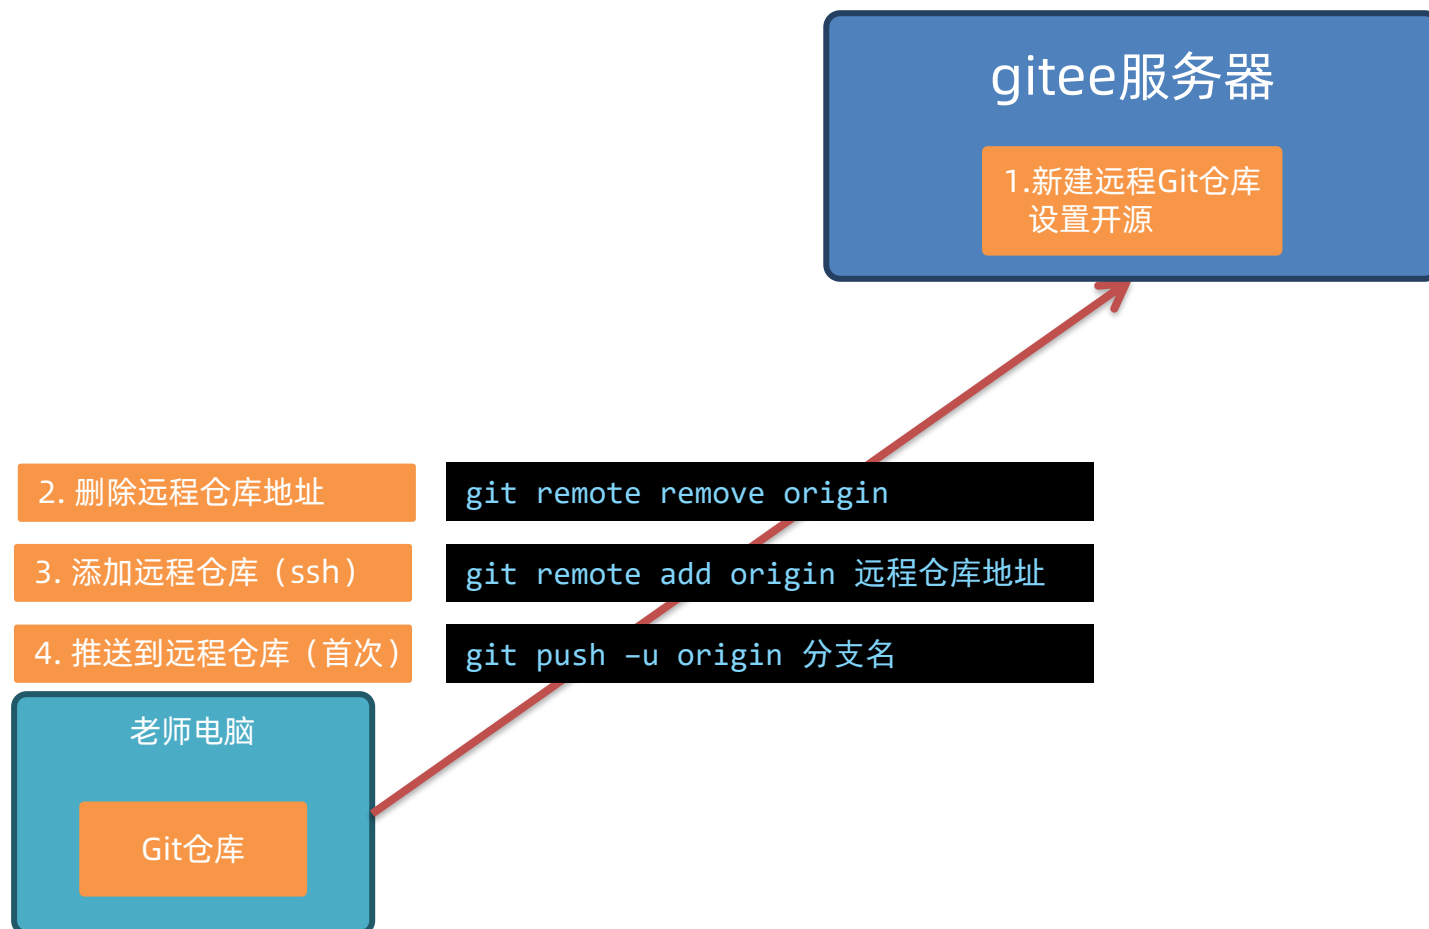 gitee服务器
1.新建远程Git仓库
设置开源
2. 删除远程仓库地址
git remote remove origin
3. 添加远程仓库（ssh）
git remote add origin 远程仓库地址
4. 推送到远程仓库（首次）
git push –u origin 分支名
老师电脑
Git仓库